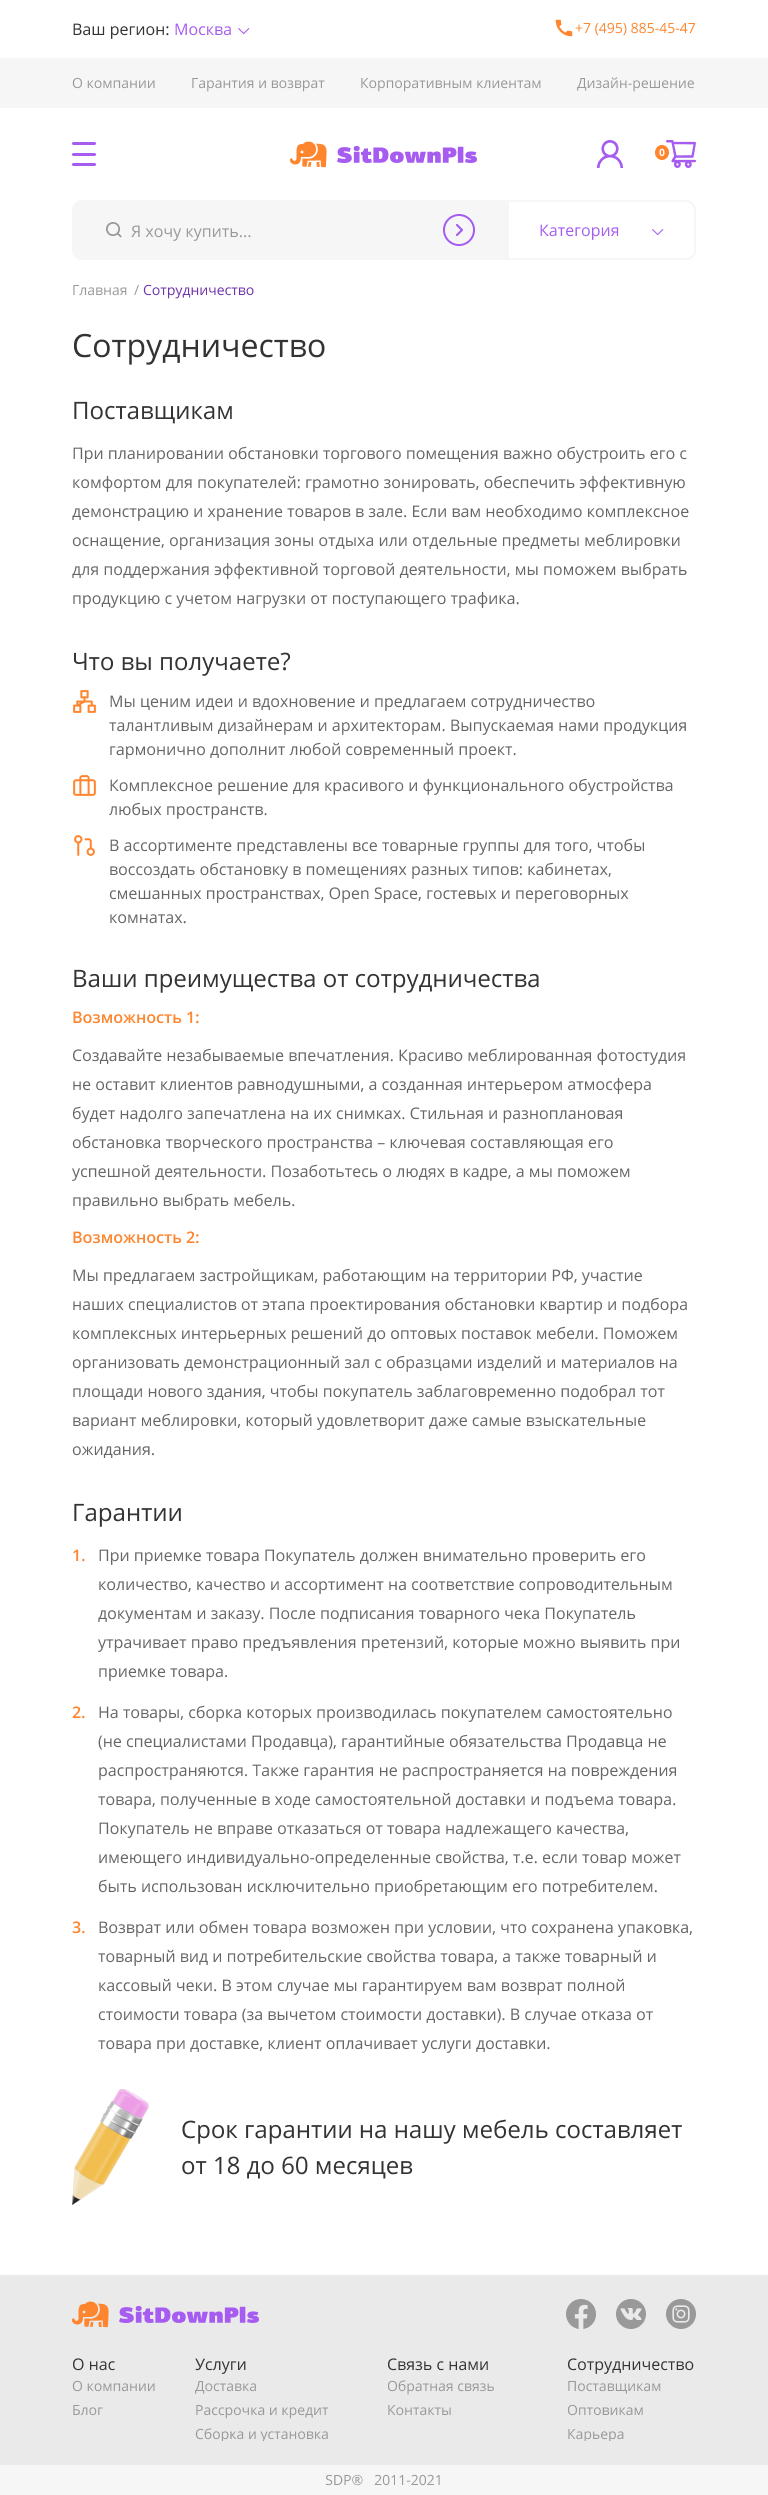 Ваш регион: Москва
+7 (495) 885-45-47
О компании Гарантия и возврат Корпоративным клиентам Дизайн-решение
SitDownPls
0
Я хочу купить...
Категория
Главная / Сотрудничество
Сотрудничество
Поставщикам
При планировании обстановки торгового помещения важно обустроить его с
комфортом для покупателей: грамотно зонировать, обеспечить эффективную
демонстрацию и хранение товаров в зале. Если вам необходимо комплексное
оснащение, организация зоны отдыха или отдельные предметы меблировки
для поддержания эффективной торговой деятельности, мы поможем выбрать
продукцию с учетом нагрузки от поступающего трафика.
Что вы получаете?
Мы ценим идеи и вдохновение и предлагаем сотрудничество
талантливым дизайнерам и архитекторам. Выпускаемая нами продукция
гармонично дополнит любой современный проект.
Комплексное решение для красивого и функционального обустройства
любых пространств.
В ассортименте представлены все товарные группы для того, чтобы
воссоздать обстановку в помещениях разных типов: кабинетах,
смешанных пространствах, Open Space, гостевых и переговорных
комнатах.
Ваши преимущества от сотрудничества
Возможность 1:
Создавайте незабываемые впечатления. Красиво меблированная фотостудия
не оставит клиентов равнодушными, а созданная интерьером атмосфера
будет надолго запечатлена на их снимках. Стильная и разноплановая
обстановка творческого пространства – ключевая составляющая его
успешной деятельности. Позаботьтесь о людях в кадре, а мы поможем
правильно выбрать мебель.
Возможность 2:
Мы предлагаем застройщикам, работающим на территории РФ, участие
наших специалистов от этапа проектирования обстановки квартир и подбора
комплексных интерьерных решений до оптовых поставок мебели. Поможем
организовать демонстрационный зал с образцами изделий и материалов на
площади нового здания, чтобы покупатель заблаговременно подобрал тот
вариант меблировки, который удовлетворит даже самые взыскательные
ожидания.
Гарантии
1. При приемке товара Покупатель должен внимательно проверить его
количество, качество и ассортимент на соответствие сопроводительным
документам и заказу. После подписания товарного чека Покупатель
утрачивает право предъявления претензий, которые можно выявить при
приемке товара.
2. На товары, сборка которых производилась покупателем самостоятельно
(не специалистами Продавца), гарантийные обязательства Продавца не
распространяются. Также гарантия не распространяется на повреждения
товара, полученные в ходе самостоятельной доставки и подъема товара.
Покупатель не вправе отказаться от товара надлежащего качества,
имеющего индивидуально-определенные свойства, т.е. если товар может
быть использован исключительно приобретающим его потребителем.
3. Возврат или обмен товара возможен при условии, что сохранена упаковка,
товарный вид и потребительские свойства товара, а также товарный и
кассовый чеки. В этом случае мы гарантируем вам возврат полной
стоимости товара (за вычетом стоимости доставки). В случае отказа от
товара при доставке, клиент оплачивает услуги доставки.
Срок гарантии на нашу мебель составляет
от 18 до 60 месяцев
SitDownPls
О нас
О компании
Блог
Услуги
Доставка
Рассрочка и кредит
Сборка и установка
Связь с нами
Обратная связь
Контакты
Сотрудничество
Поставщикам
Оптовикам
Карьера
SDP® 2011-2021